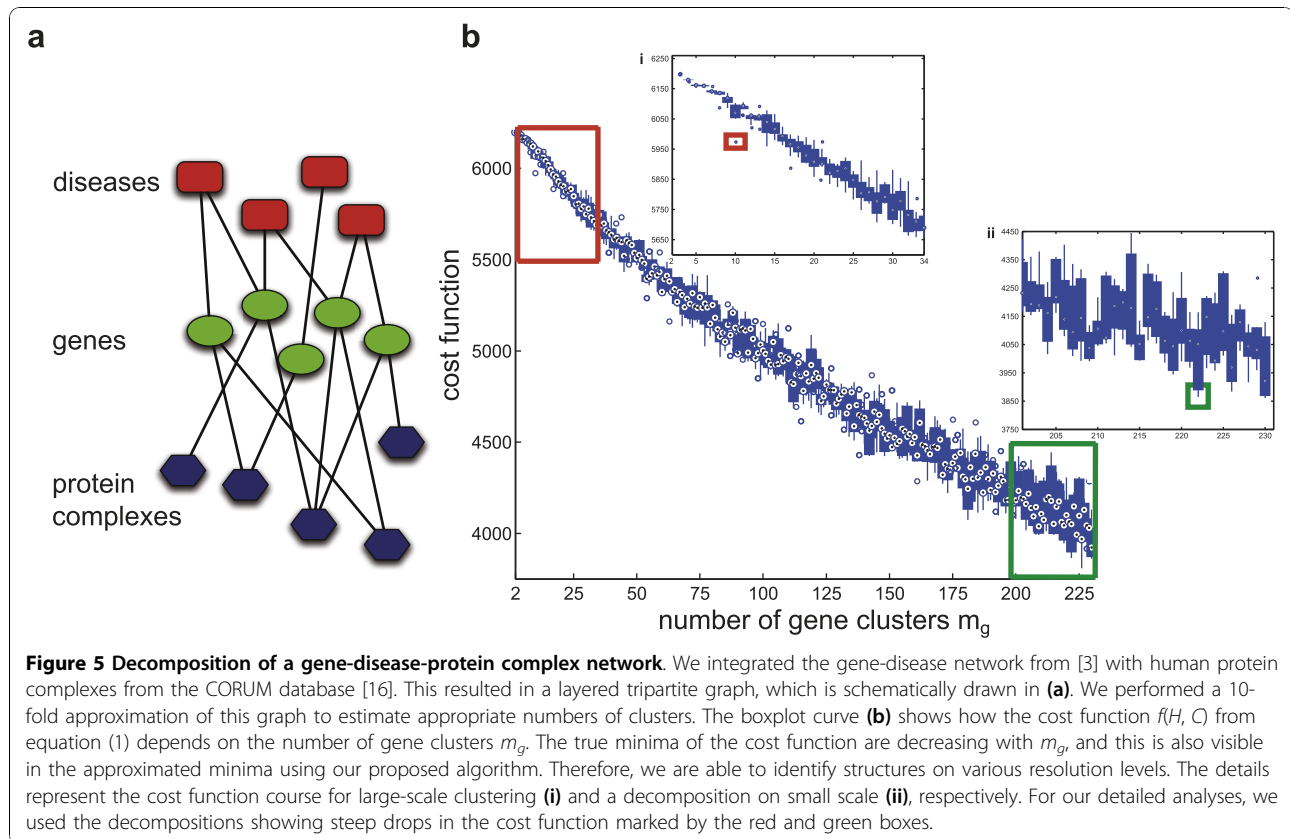 a
diseases
genes
protein
complexes
b
cost function
6000
5500
5000
4500
4000
2 25 50 75 100 125 150 175 200 225
number of gene clusters mg
i
6250
6150
6050
5950
5850
5750
5650
2 5 10 15 20 25 30 34
ii
4450
4350
4250
4150
4050
3950
3850
3750
205 210 215 220 225 230
Figure 5 Decomposition of a gene-disease-protein complex network. We integrated the gene-disease network from [3] with human protein
complexes from the CORUM database [16]. This resulted in a layered tripartite graph, which is schematically drawn in (a). We performed a 10-
fold approximation of this graph to estimate appropriate numbers of clusters. The boxplot curve (b) shows how the cost function f(H, C) from
equation (1) depends on the number of gene clusters mg. The true minima of the cost function are decreasing with mg, and this is also visible
in the approximated minima using our proposed algorithm. Therefore, we are able to identify structures on various resolution levels. The details
represent the cost function course for large-scale clustering (i) and a decomposition on small scale (ii), respectively. For our detailed analyses, we
used the decompositions showing steep drops in the cost function marked by the red and green boxes.